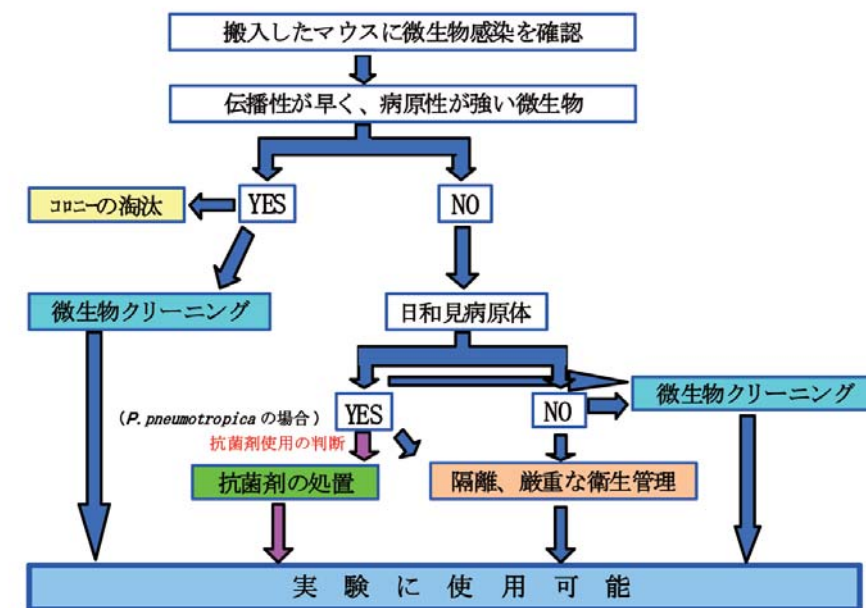 搬入したマウスに微生物感染を確認
伝播性が早く、病原性が強い微生物
コロニーの淘汰
YES
NO
微生物クリーニング
日和見病原体
微生物クリーニング
（P. pneumotropica の場合）
YES
NO
抗菌剤使用の判断
抗菌剤の処置
隔離、厳重な衛生管理
実験に使用可能